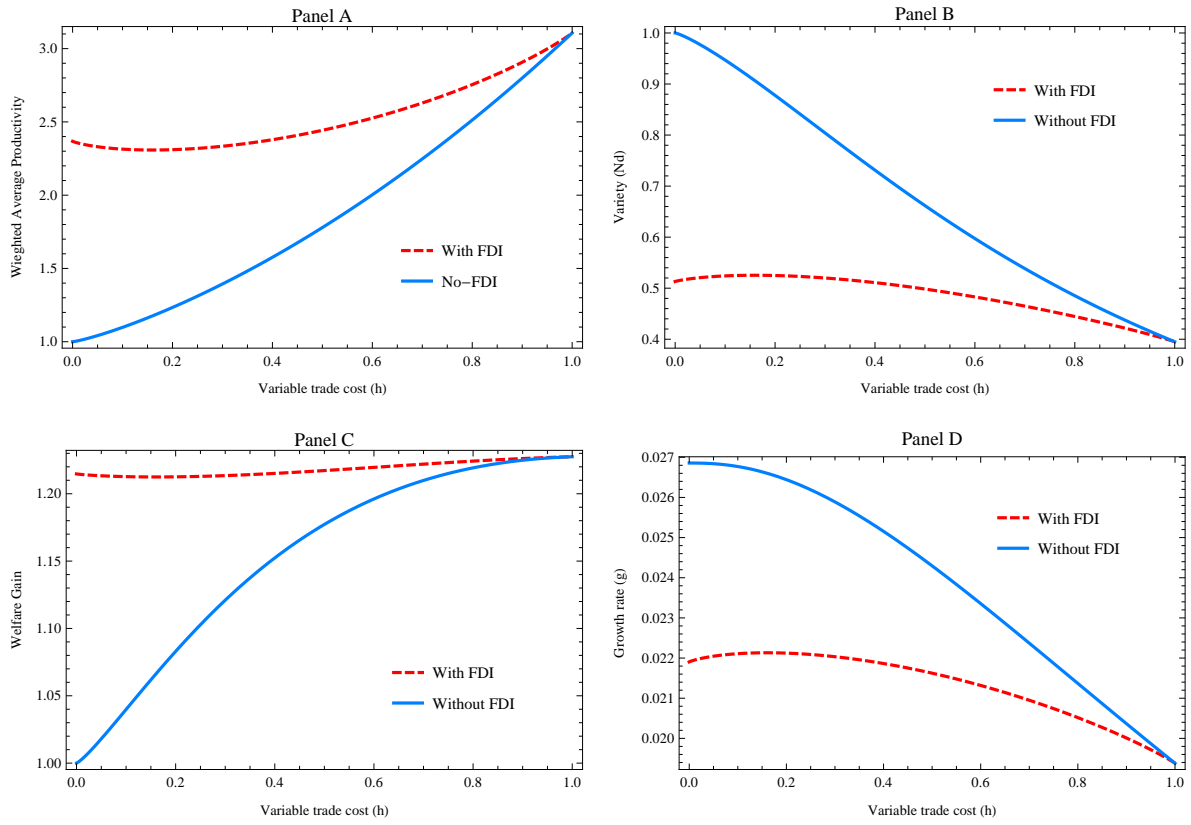 Panel A
Wieghted Average Productivity
3.0
2.5
2.0
1.5
1.0
With FDI
No−FDI
0.0 0.2 0.4 0.6 0.8 1.0
Variable trade cost (h)
Panel B
Variety (Nd)
1.0
0.9
0.8
0.7
0.6
0.5
0.4
With FDI
Without FDI
0.0 0.2 0.4 0.6 0.8 1.0
Variable trade cost (h)
Panel C
Welfare Gain
1.20
1.15
1.10
1.05
1.00
With FDI
Without FDI
0.0 0.2 0.4 0.6 0.8 1.0
Variable trade cost (h)
Panel D
Growth rate (g)
0.027
0.026
0.025
0.024
0.023
0.022
0.021
0.020
With FDI
Without FDI
0.0 0.2 0.4 0.6 0.8 1.0
Variable trade cost (h)